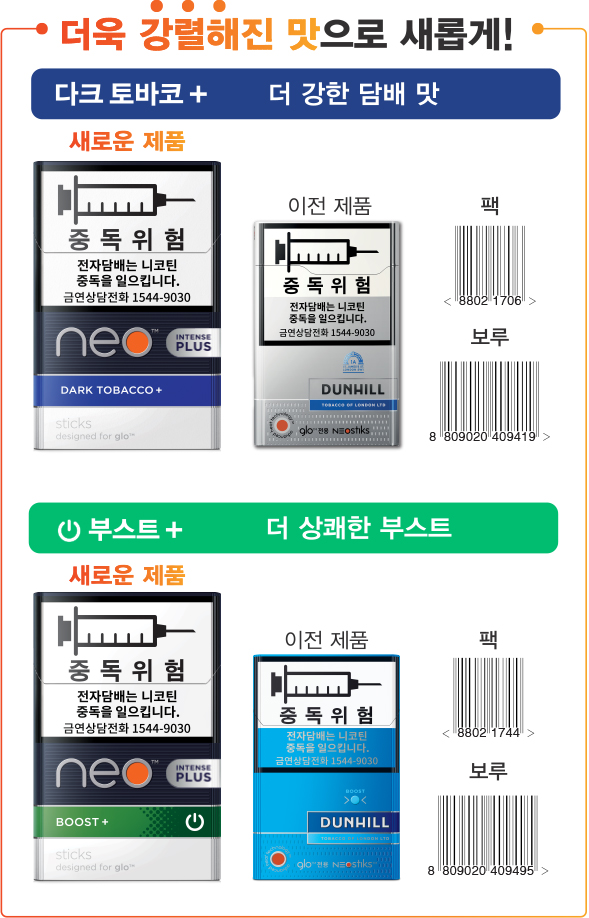 더욱 강렬해진 맛으로 새롭게!
다크 토바코 + 더 강한 담배 맛
새로운 제품
중독위험
전자담배는 니코틴
중독을 일으킵니다.
금연상담전화 1544-9030
neo™ INTENSE PLUS
DARK TOBACCO +
sticks
designed for glo™
이전 제품
중독위험
전자담배는 니코틴
중독을 일으킵니다.
금연상담전화 1544-9030
DUNHILL
TOBACCO OF LONDON LTD
glo™ 전용 NEOstiks
팩
< 8802 1706 >
보루
8 809020 409419 >
부스트 + 더 상쾌한 부스트
새로운 제품
중독위험
전자담배는 니코틴
중독을 일으킵니다.
금연상담전화 1544-9030
neo™ INTENSE PLUS
BOOST +
sticks
designed for glo™
이전 제품
중독위험
전자담배는 니코틴
중독을 일으킵니다.
금연상담전화 1544-9030
BOOST
DUNHILL
TOBACCO OF LONDON LTD
glo™ 전용 NEOstiks™
팩
< 8802 1744 >
보루
8 809020 409495 >